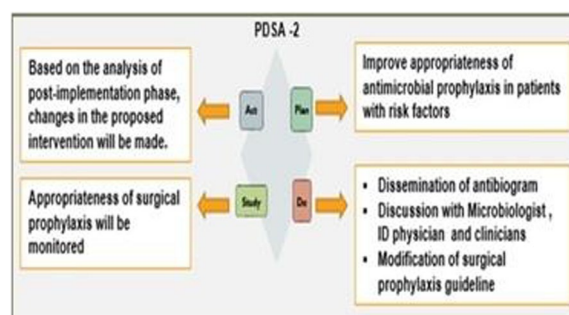 PDSA -2
Based on the analysis of
post-implementation phase,
changes in the proposed
intervention will be made.
Act
Plan
Improve appropriateness of
antimicrobial prophylaxis in patients
with risk factors
Appropriateness of surgical
prophylaxis will be
monitored
Study
Do
▪ Dissemination of antibiogram
▪ Discussion with Microbiologist ,
ID physician and clinicians
▪ Modification of surgical
prophylaxis guideline